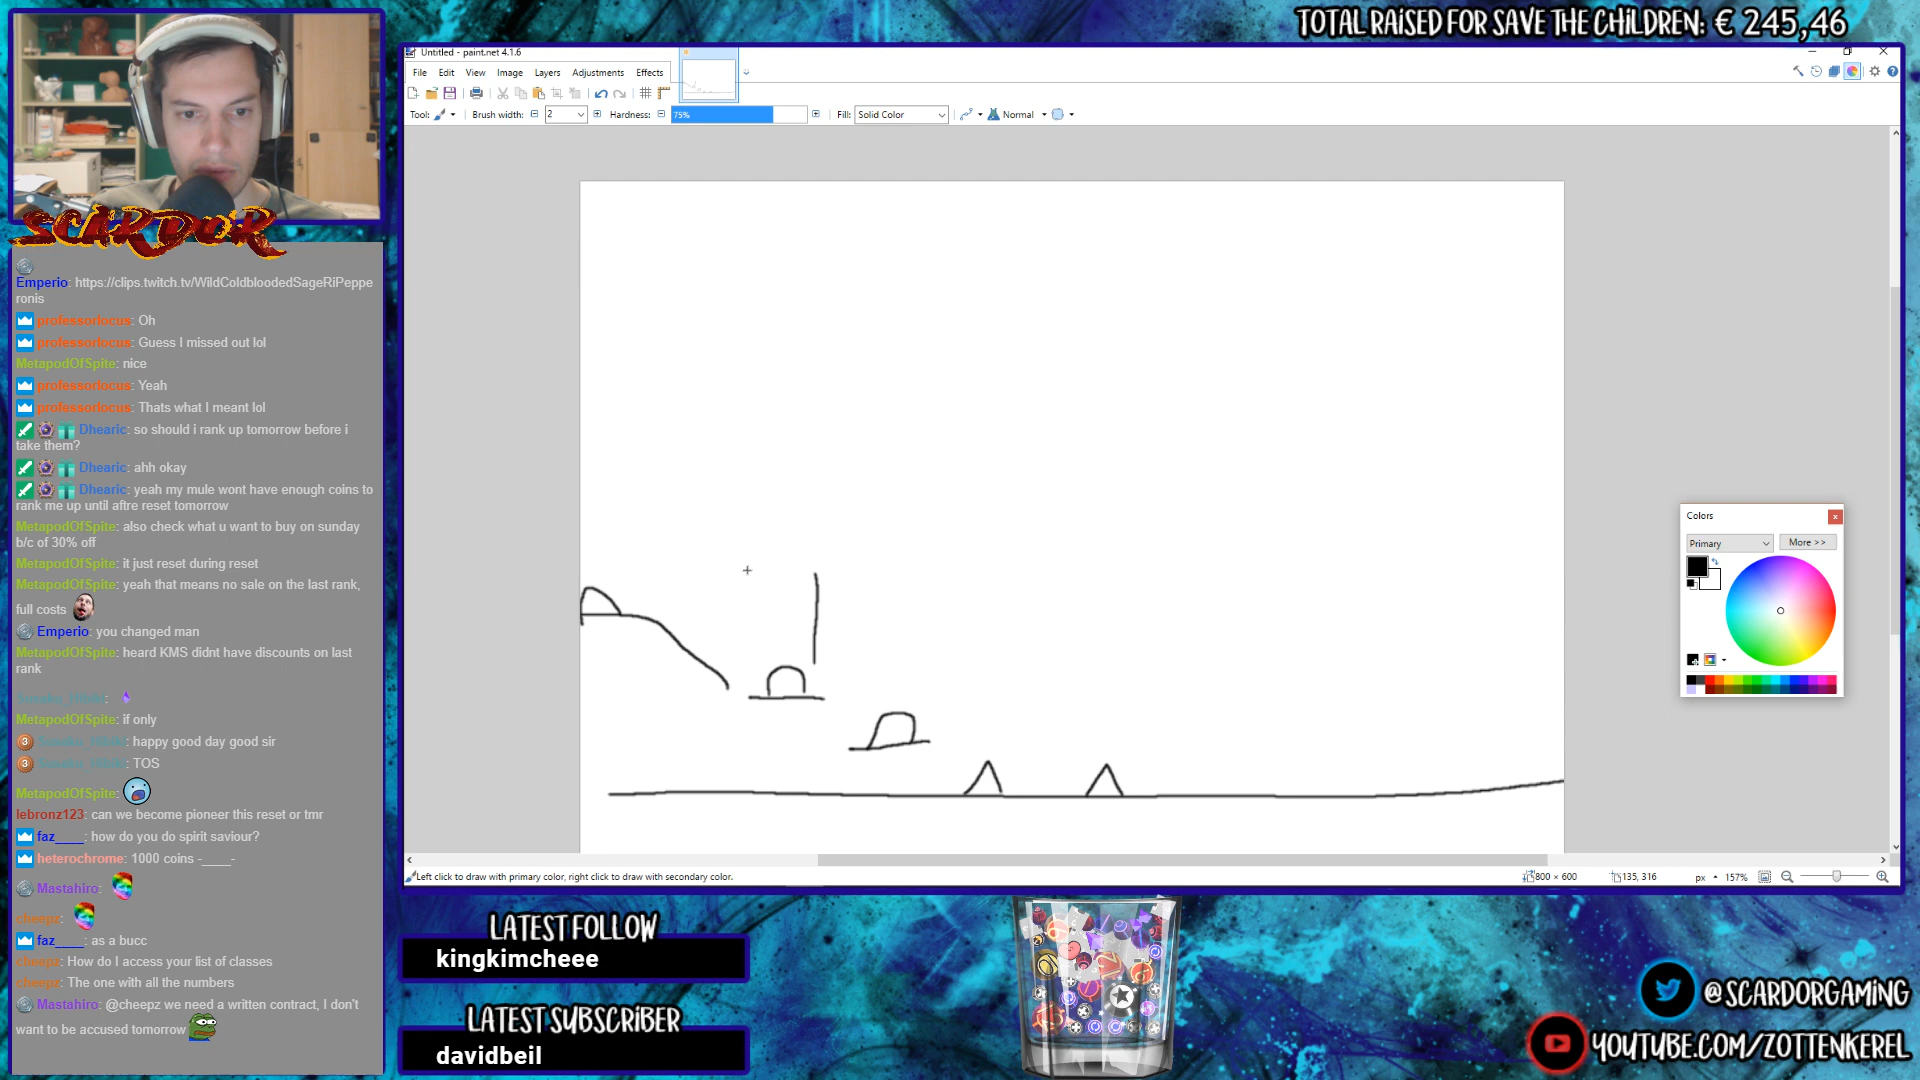 TOTAL RAISED FOR SAVE THE CHILDREN: € 245,46
SCARDOR
Emperio: https://clips.twitch.tv/WildColdbloodedSageRiPeppe
ronis
professorlocus: Oh
professorlocus: Guess I missed out lol
MetapodOfSpite: nice
professorlocus: Yeah
professorlocus: Thats what I meant lol
Dhearic: so should i rank up tomorrow before i
take them?
Dhearic: ahh okay
Dhearic: yeah my mule wont have enough coins to
rank me up until aftre reset tomorrow
MetapodOfSpite: also check what u want to buy on sunday
b/c of 30% off
MetapodOfSpite: it just reset during reset
MetapodOfSpite: yeah that means no sale on the last rank,
full costs
Emperio: you changed man
MetapodOfSpite: heard KMS didnt have discounts on last
rank
MetapodOfSpite: if only
3 : happy good day good sir
3 : TOS
MetapodOfSpite:
lebronz123: can we become pioneer this reset or tmr
faz____: how do you do spirit saviour?
heterochrome: 1000 coins -____-
Mastahiro:
cheepz:
faz____: as a bucc
cheepz: How do I access your list of classes
cheepz: The one with all the numbers
Mastahiro: @cheepz we need a written contract, I don't
want to be accused tomorrow
Untitled - paint.net 4.1.6
File Edit View Image Layers Adjustments Effects
Tool: Brush width: 2 Hardness: 75% Fill: Solid Color Normal
Colors
Primary More >>
Left click to draw with primary color, right click to draw with secondary color.
800 × 600 135, 316 px 157%
LATEST FOLLOW
kingkimcheee
LATEST SUBSCRIBER
davidbeil
@SCARDORGAMING
YOUTUBE.COM/ZOTTENKEREL